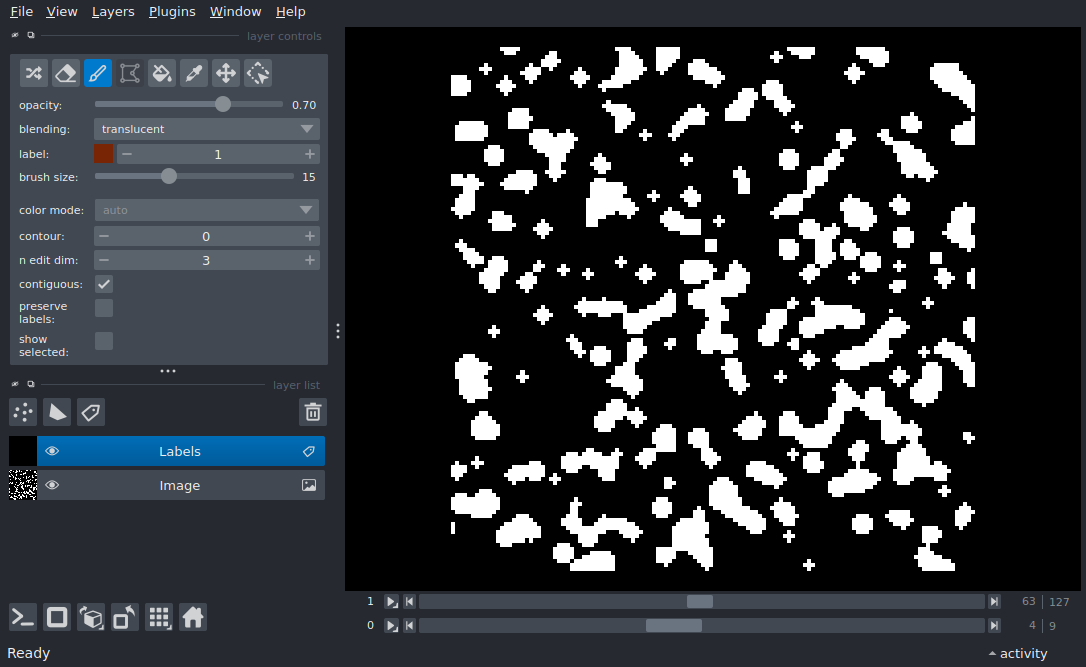 File View Layers Plugins Window Help
layer controls
opacity: 0.70
blending: translucent
label: 1
brush size: 15
color mode: auto
contour: 0
n edit dim: 3
contiguous:
preserve
labels:
show
selected:
layer list
Labels
Image
1 63 127
0 4 9
Ready activity